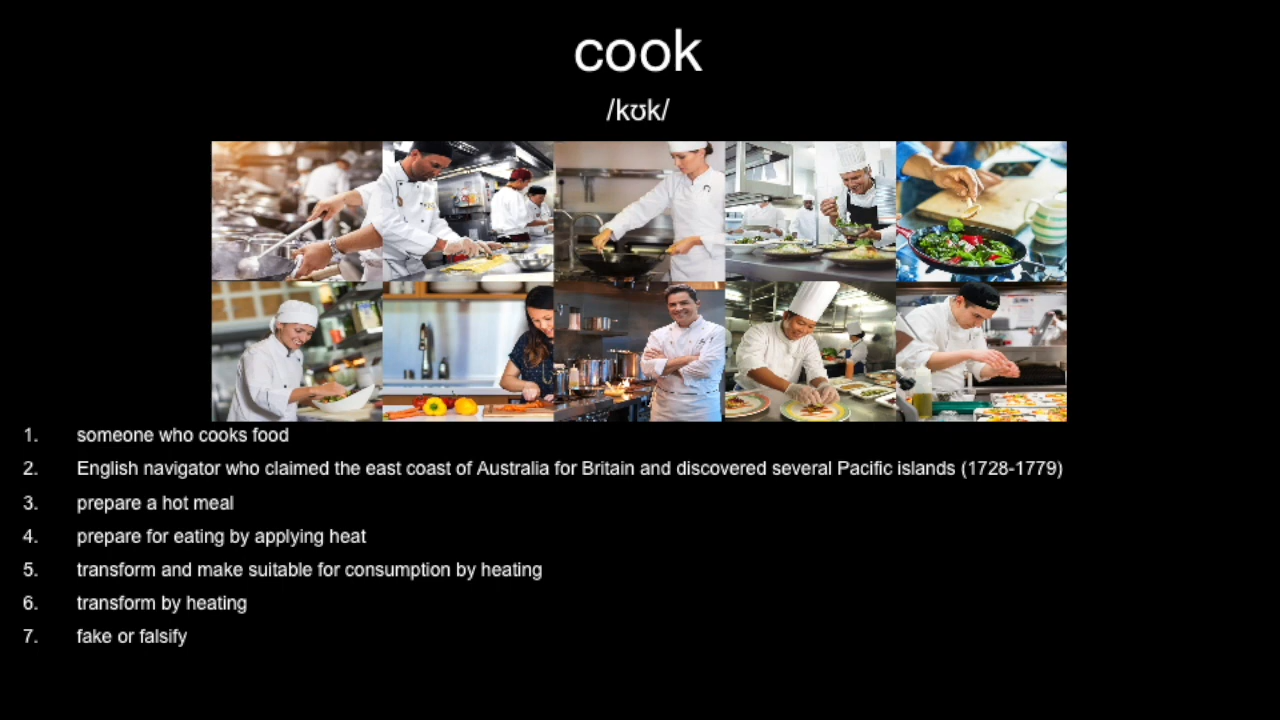 cook
/kʊk/
1. someone who cooks food
2. English navigator who claimed the east coast of Australia for Britain and discovered several Pacific islands (1728-1779)
3. prepare a hot meal
4. prepare for eating by applying heat
5. transform and make suitable for consumption by heating
6. transform by heating
7. fake or falsify